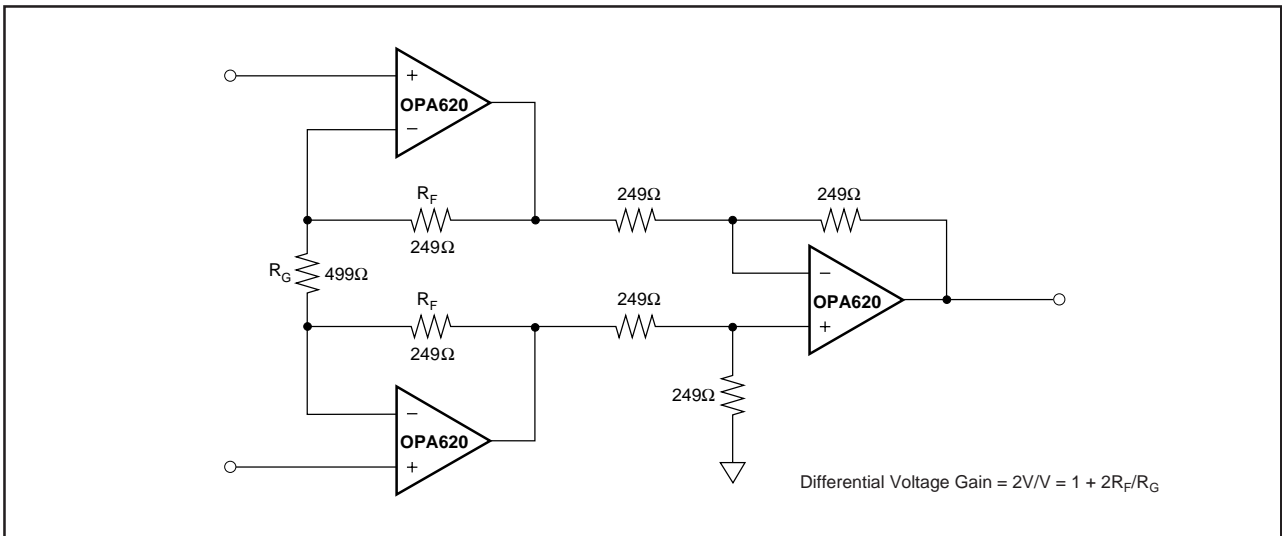 +
OPA620
−
R_F
249Ω
249Ω
249Ω
R_G 499Ω
−
OPA620
+
R_F
249Ω
249Ω
249Ω
−
OPA620
+
Differential Voltage Gain = 2V/V = 1 + 2R_F/R_G